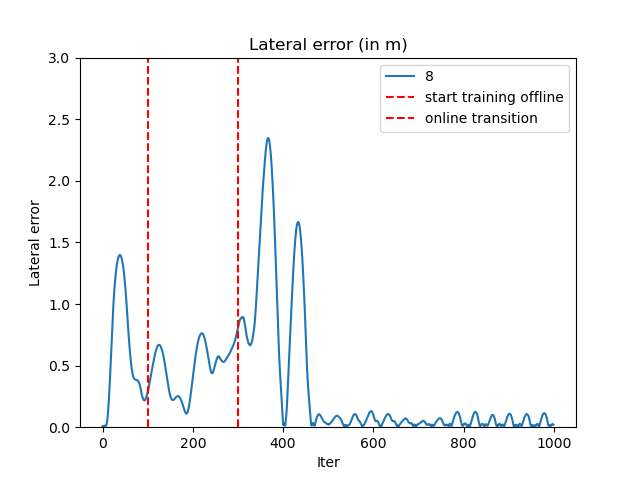 Lateral error (in m)
8
start training offline
online transition
3.0
2.5
2.0
1.5
1.0
0.5
0.0
Lateral error
0
200
400
600
800
1000
Iter